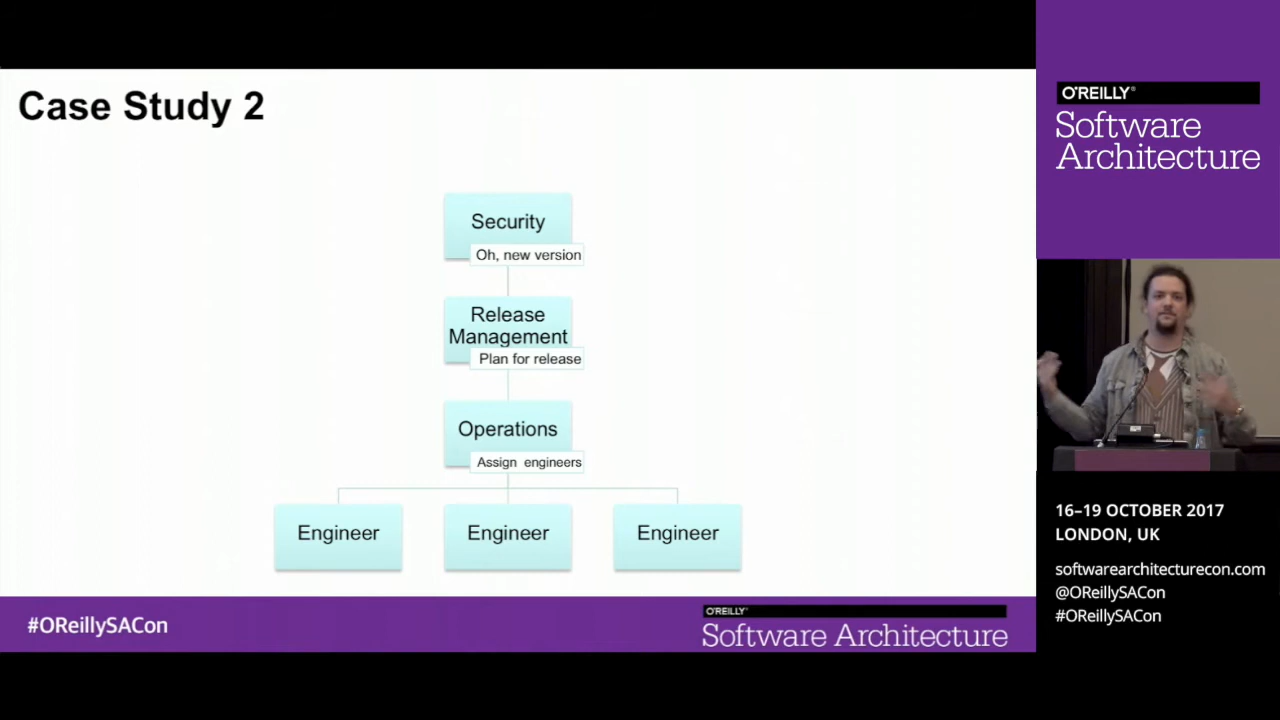 Case Study 2
Security
Oh, new version
Release
Management
Plan for release
Operations
Assign engineers
Engineer
Engineer
Engineer
#OReillySACon
O'REILLY®
Software Architecture
O'REILLY®
Software
Architecture
16–19 OCTOBER 2017
LONDON, UK
softwarearchitecturecon.com
@OReillySACon
#OReillySACon